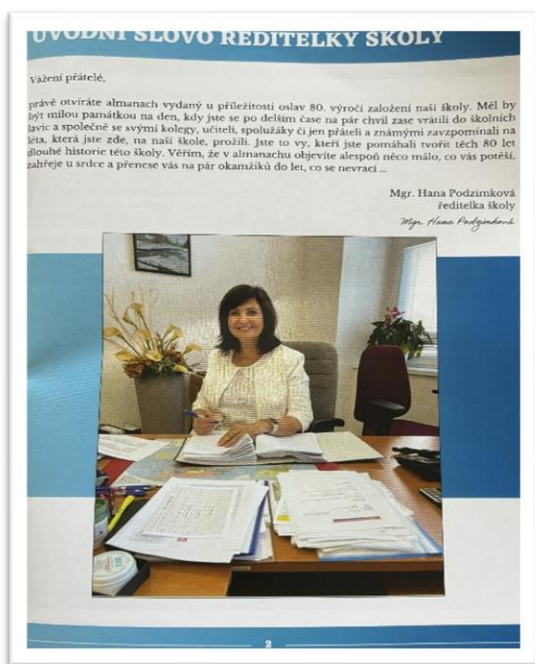 ÚVODNÍ SLOVO ŘEDITELKY ŠKOLY
Vážení přátelé,
právě otvíráte almanach vydaný u příležitosti oslav 80. výročí založení naší školy. Měl by
být milou památkou na den, kdy jste se po delším čase na pár chvil zase vrátili do školních
lavic a společně se svými kolegy, učiteli, spolužáky či jen přáteli a známými zavzpomínali na
léta, která jste zde, na naší škole, prožili. Jste to vy, kteří jste pomáhali tvořit těch 80 let
dlouhé historie této školy. Věřím, že v almanachu objevíte alespoň něco málo, co vás potěší,
zahřeje u srdce a přenese vás na pár okamžiků do let, co se nevrací ...
Mgr. Hana Podzimková
ředitelka školy
Mgr. Hana Podzimková
2